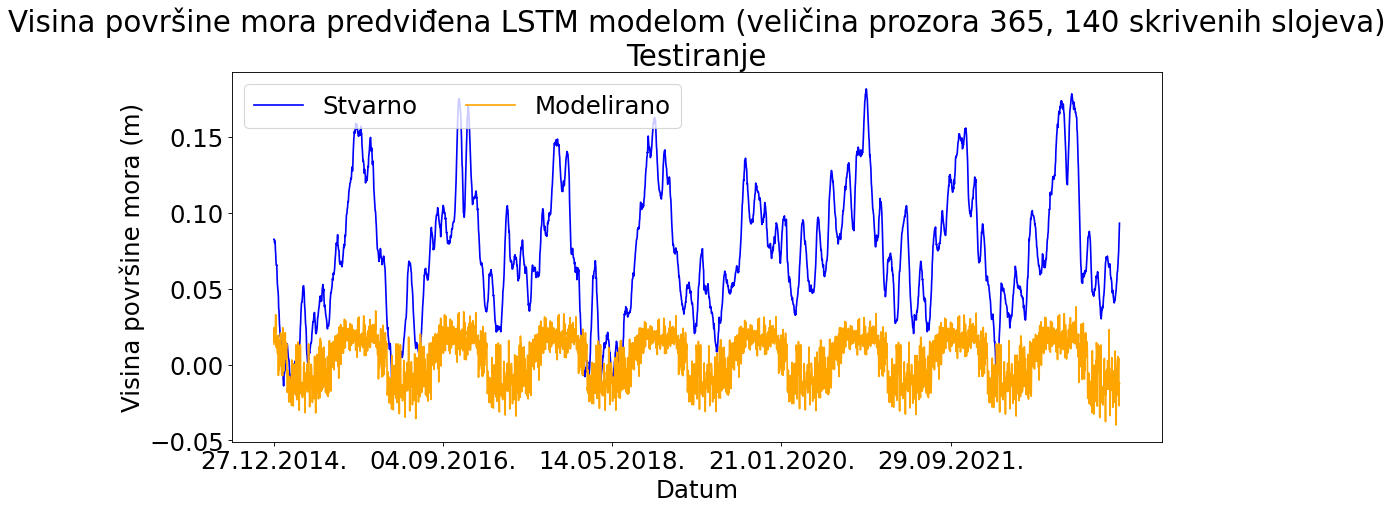 Visina površine mora predviđena LSTM modelom (veličina prozora 365, 140 skrivenih slojeva)
Testiranje
Stvarno Modelirano
Visina površine mora (m)
0.15
0.10
0.05
0.00
−0.05
27.12.2014. 04.09.2016. 14.05.2018. 21.01.2020. 29.09.2021.
Datum